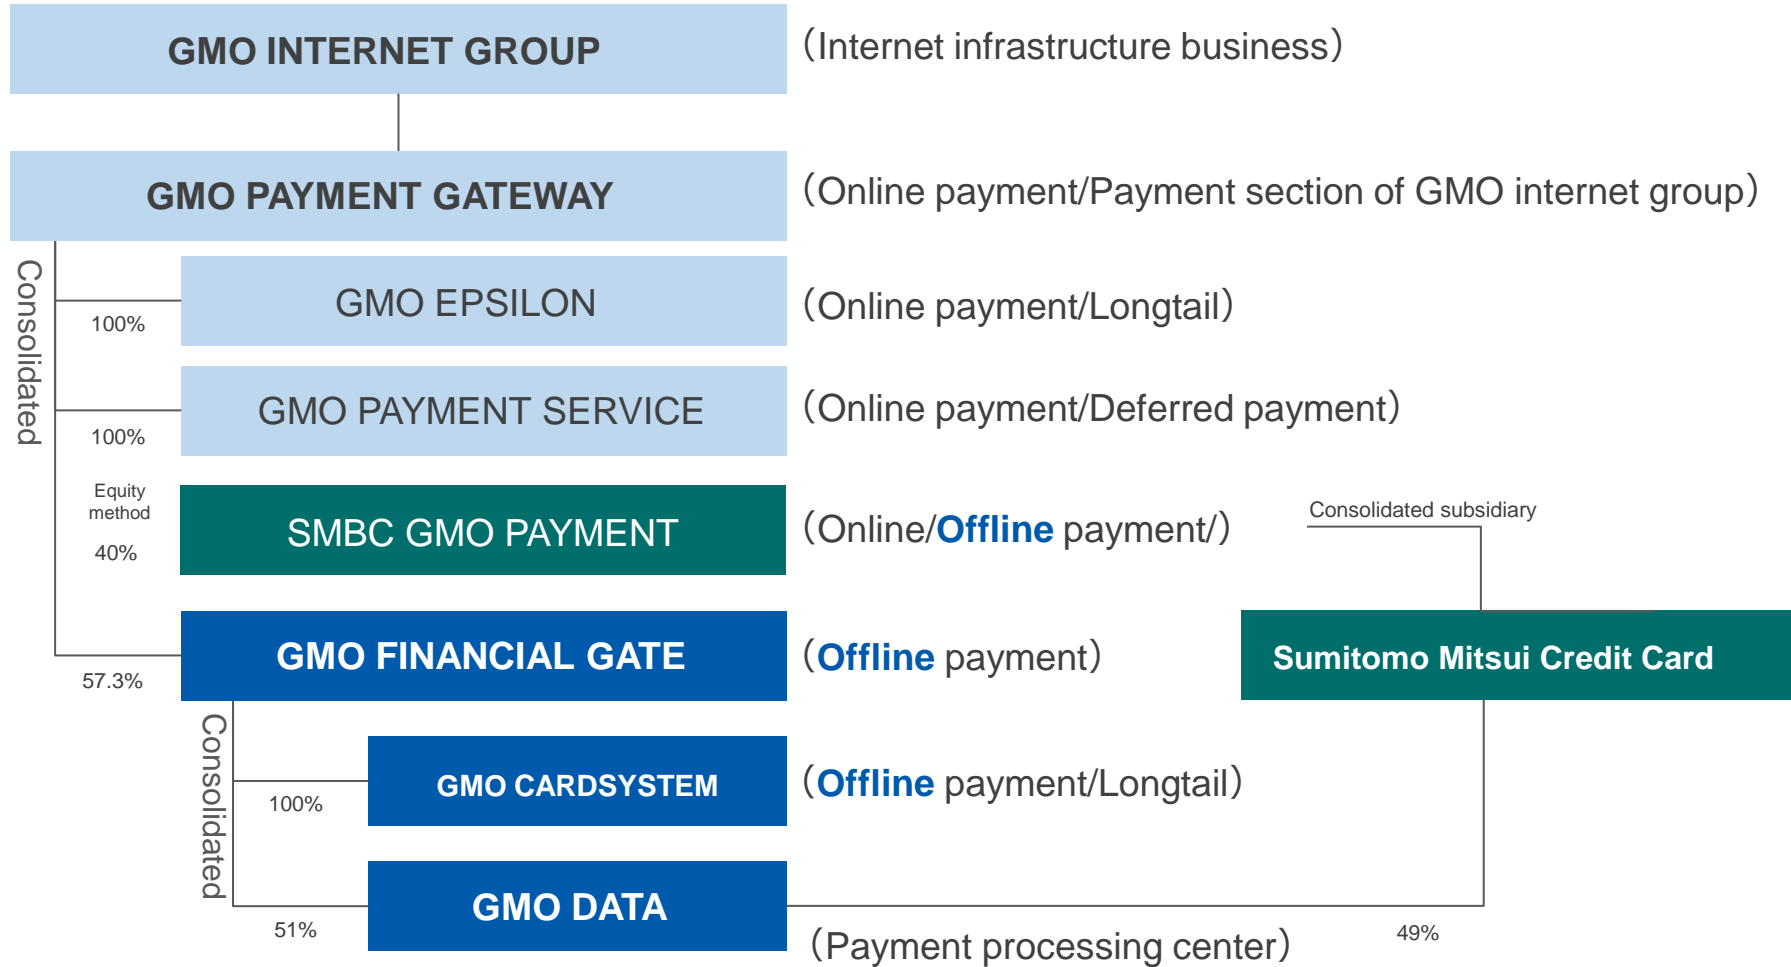 GMO INTERNET GROUP
（Internet infrastructure business）
GMO PAYMENT GATEWAY
（Online payment/Payment section of GMO internet group）
Consolidated
GMO EPSILON
（Online payment/Longtail）
100%
GMO PAYMENT SERVICE
（Online payment/Deferred payment）
100%
Equity
method
40%
SMBC GMO PAYMENT
（Online/Offline payment/）
Consolidated subsidiary
GMO FINANCIAL GATE
（Offline payment）
Sumitomo Mitsui Credit Card
57.3%
Consolidated
GMO CARDSYSTEM
（Offline payment/Longtail）
100%
GMO DATA
51%
（Payment processing center）
49%